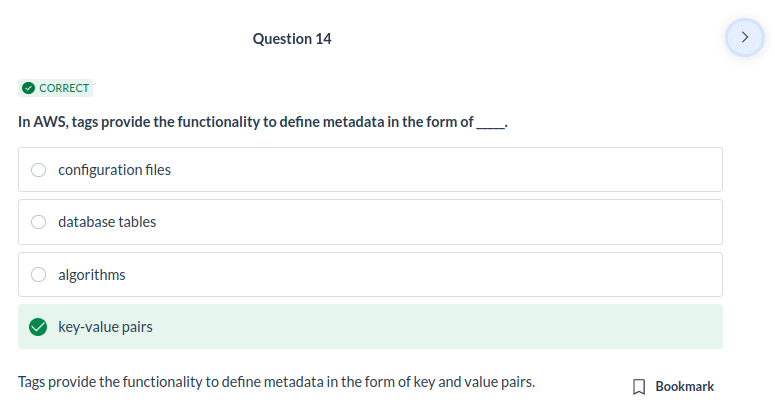 Question 14
CORRECT
In AWS, tags provide the functionality to define metadata in the form of _____.
configuration files
database tables
algorithms
key-value pairs
Tags provide the functionality to define metadata in the form of key and value pairs.
Bookmark